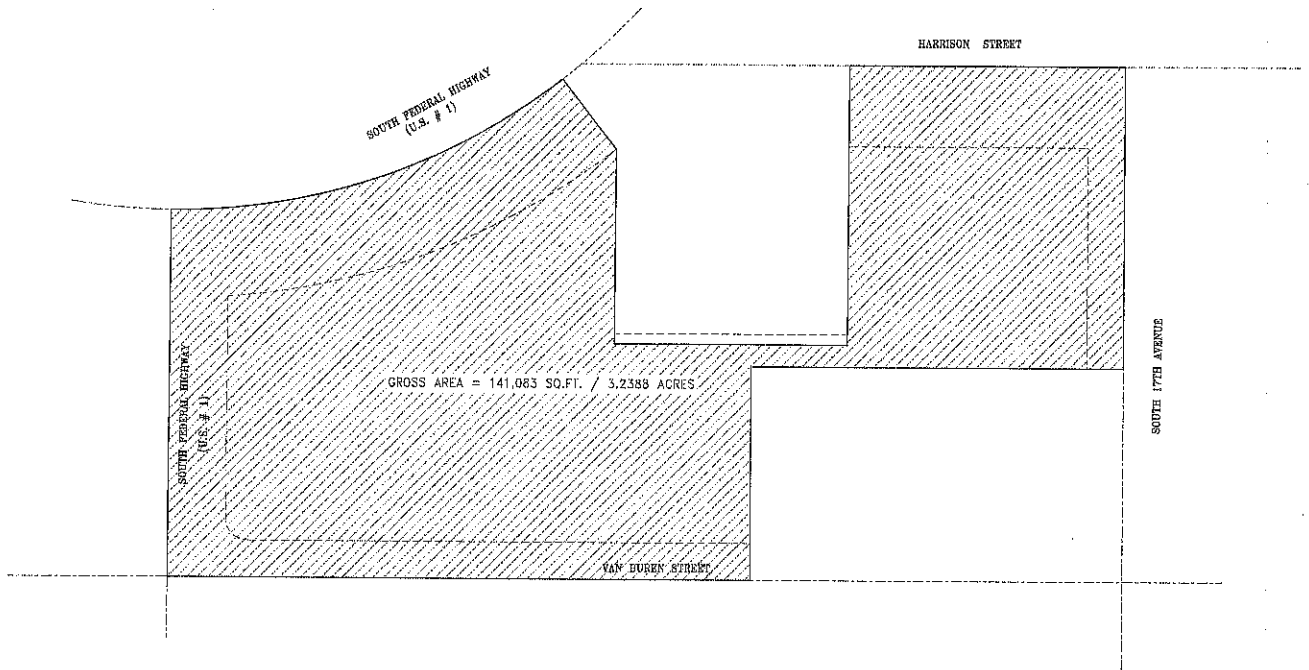 HARRISON STREET
SOUTH FEDERAL HIGHWAY
(U.S. # 1)
SOUTH FEDERAL HIGHWAY
(U.S. # 1)
GROSS AREA = 141,083 SQ.FT. / 3.2388 ACRES
SOUTH 17TH AVENUE
VAN BUREN STREET